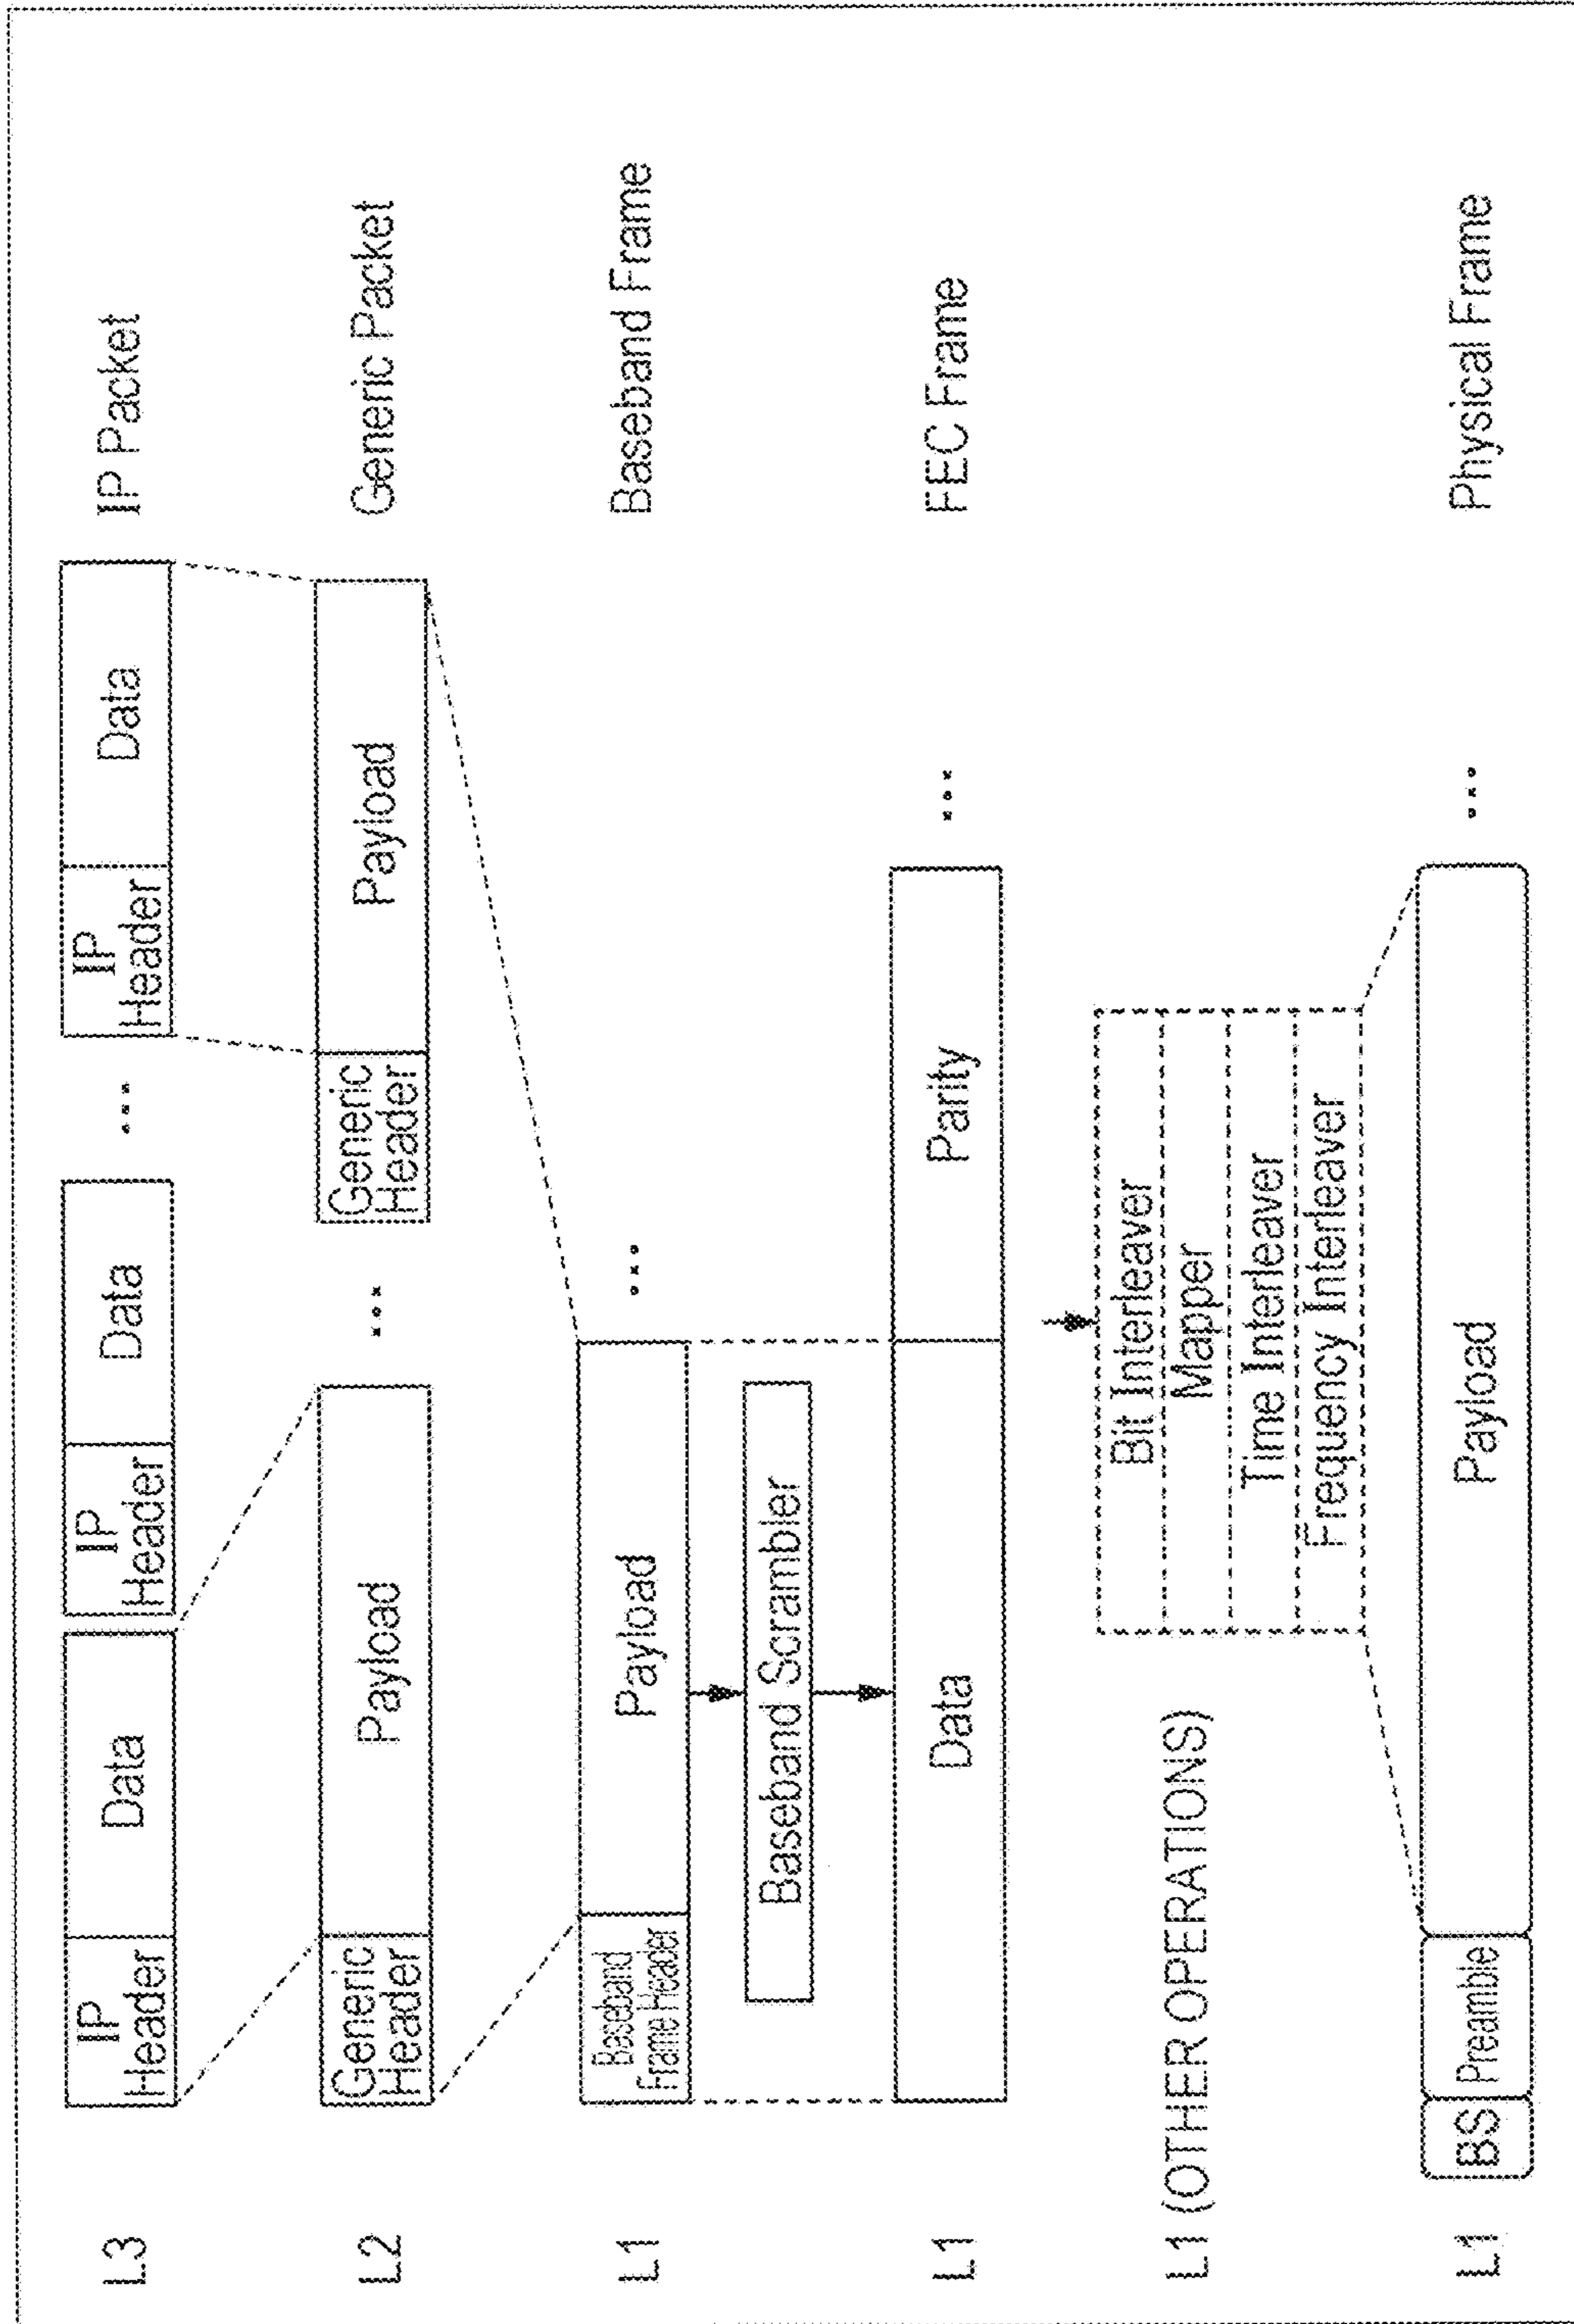 L3
IP
Header
Data
IP
Header
Data
...
IP
Header
Data
IP Packet
L2
Generic
Header
Payload
...
Generic
Header
Payload
Generic Packet
L1
Baseband
Frame Header
Payload
...
Baseband Frame
Baseband Scrambler
L1
Data
Parity
...
FEC Frame
L1 (OTHER OPERATIONS)
Bit Interleaver
Mapper
Time Interleaver
Frequency Interleaver
L1
BS
Preamble
Payload
...
Physical Frame